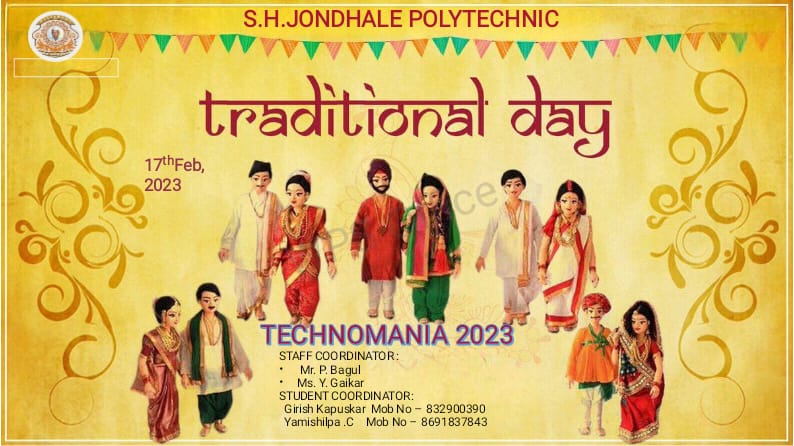 S.H.JONDHALE POLYTECHNIC
traditional day
17thFeb,
2023
TECHNOMANIA 2023
STAFF COORDINATOR:
• Mr. P. Bagul
• Ms. Y. Gaikar
STUDENT COORDINATOR:
Girish Kapuskar Mob No – 832900390
Yamishilpa .C Mob No – 8691837843